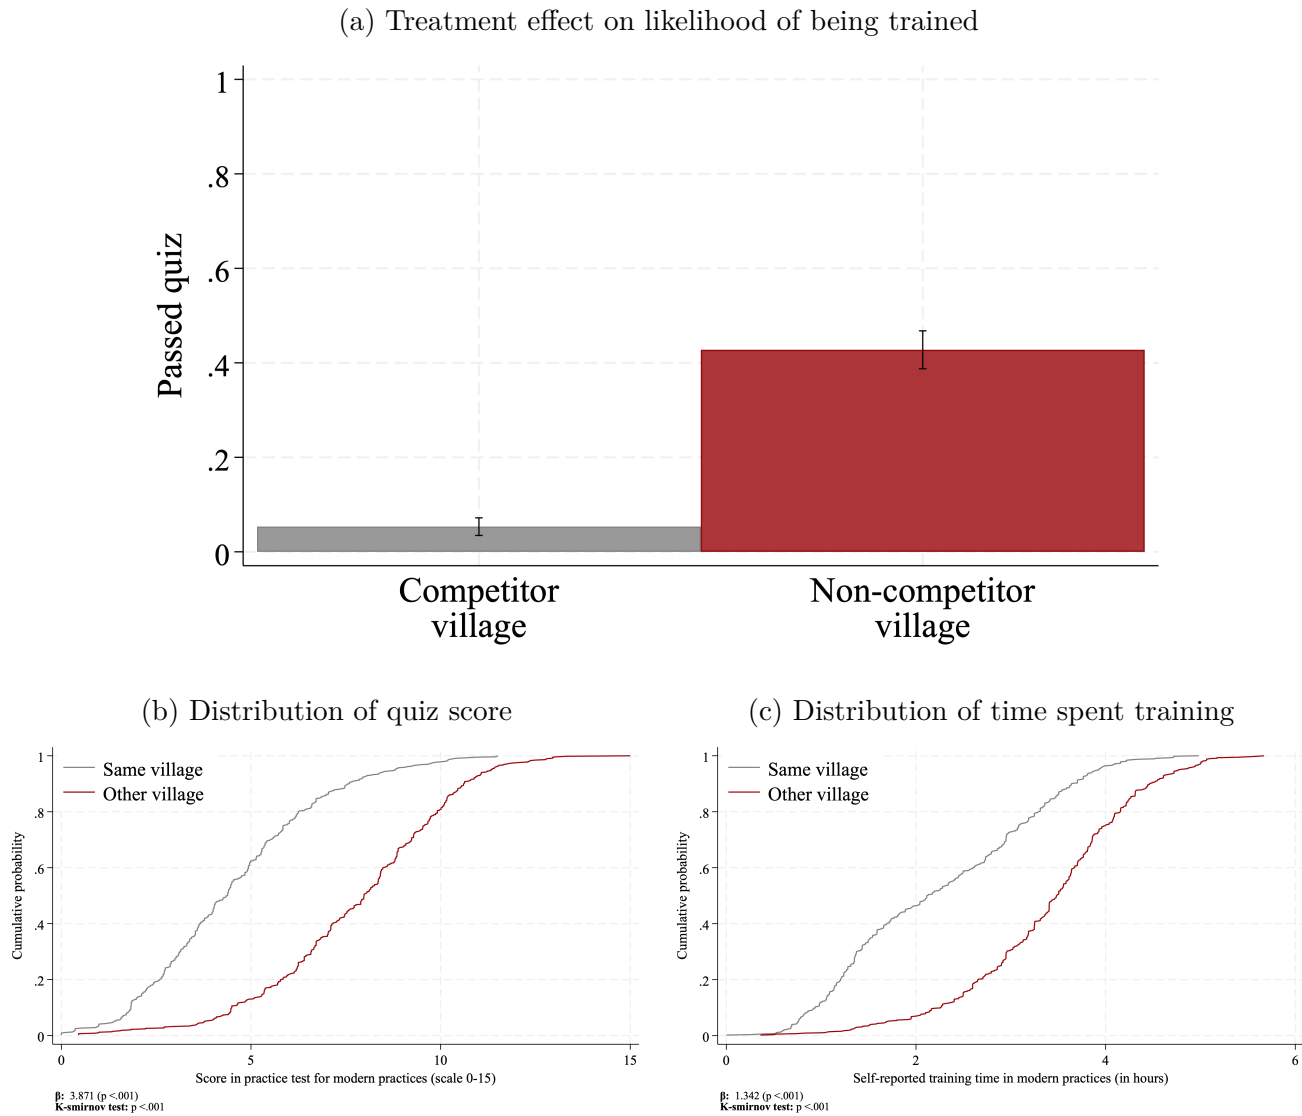 (a) Treatment effect on likelihood of being trained
1
.8
.6
.4
.2
0
Passed quiz
Competitor
village
Non-competitor
village
(b) Distribution of quiz score
Same village
Other village
1
.8
.6
.4
.2
0
Cumulative probability
0 5 10 15
Score in practice test for modern practices (scale 0-15)
β: 3.871 (p <.001)
K-smirnov test: p <.001
(c) Distribution of time spent training
Same village
Other village
1
.8
.6
.4
.2
0
Cumulative probability
0 2 4 6
Self-reported training time in modern practices (in hours)
β: 1.342 (p <.001)
K-smirnov test: p <.001